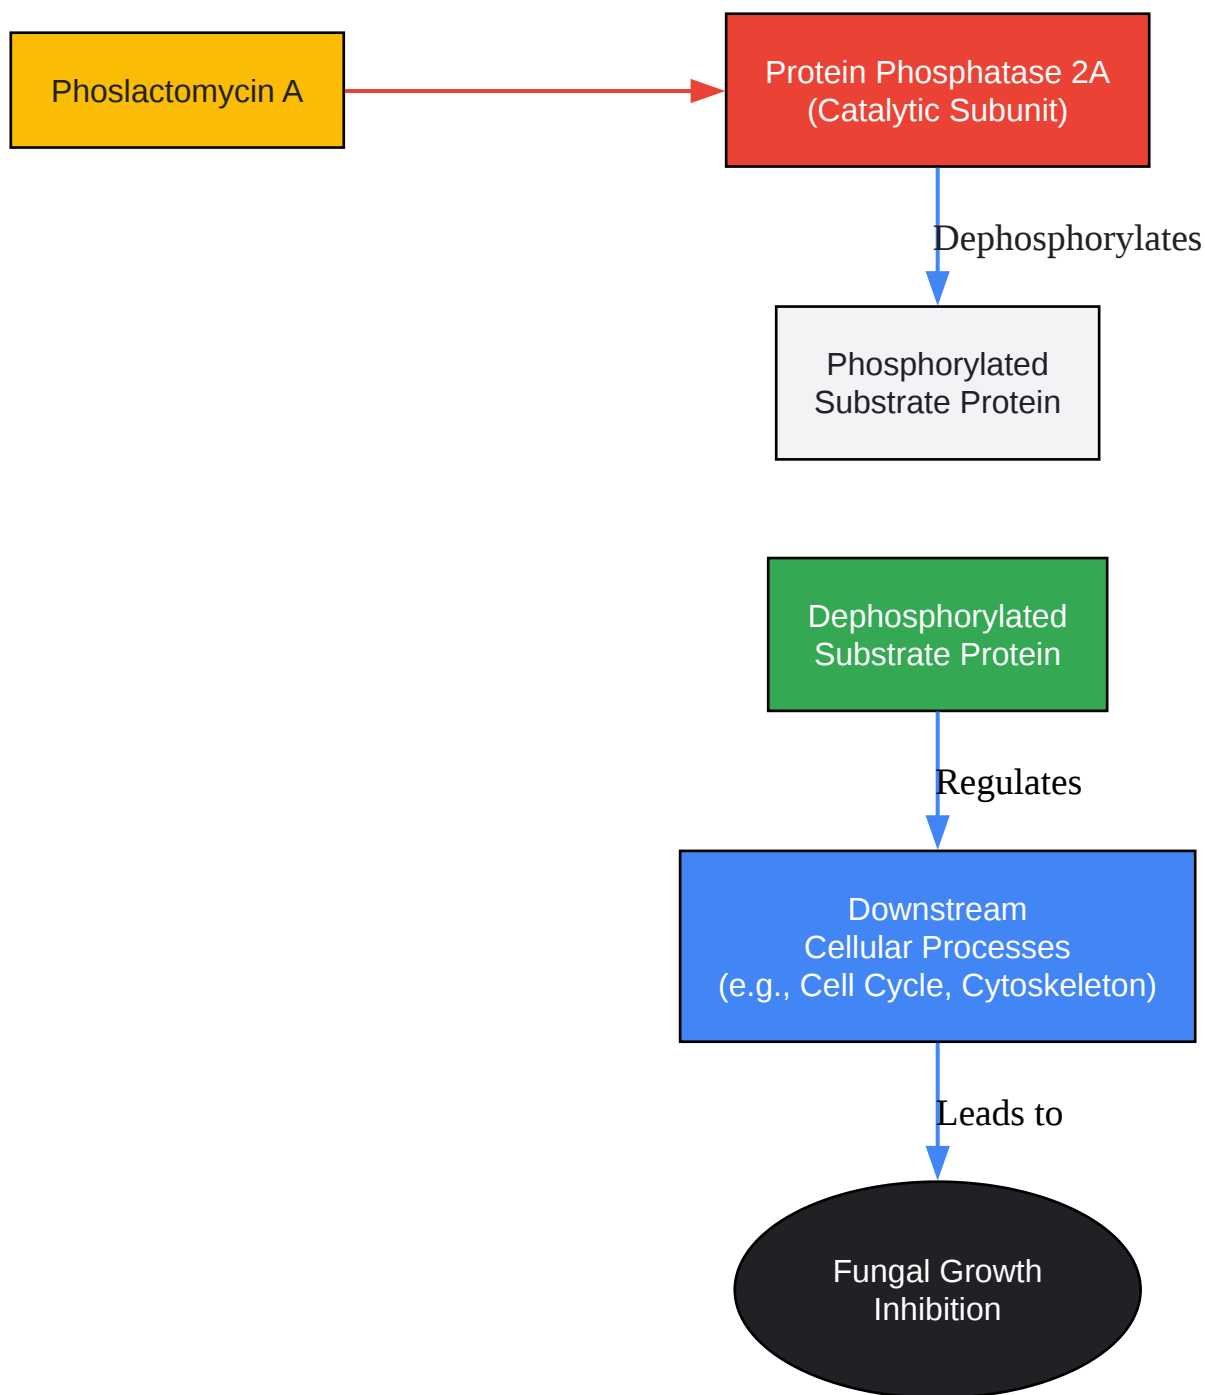 Phoslactomycin A
Protein Phosphatase 2A
(Catalytic Subunit)
Dephosphorylates
Phosphorylated
Substrate Protein
Dephosphorylated
Substrate Protein
Regulates
Downstream
Cellular Processes
(e.g., Cell Cycle, Cytoskeleton)
Leads to
Fungal Growth
Inhibition